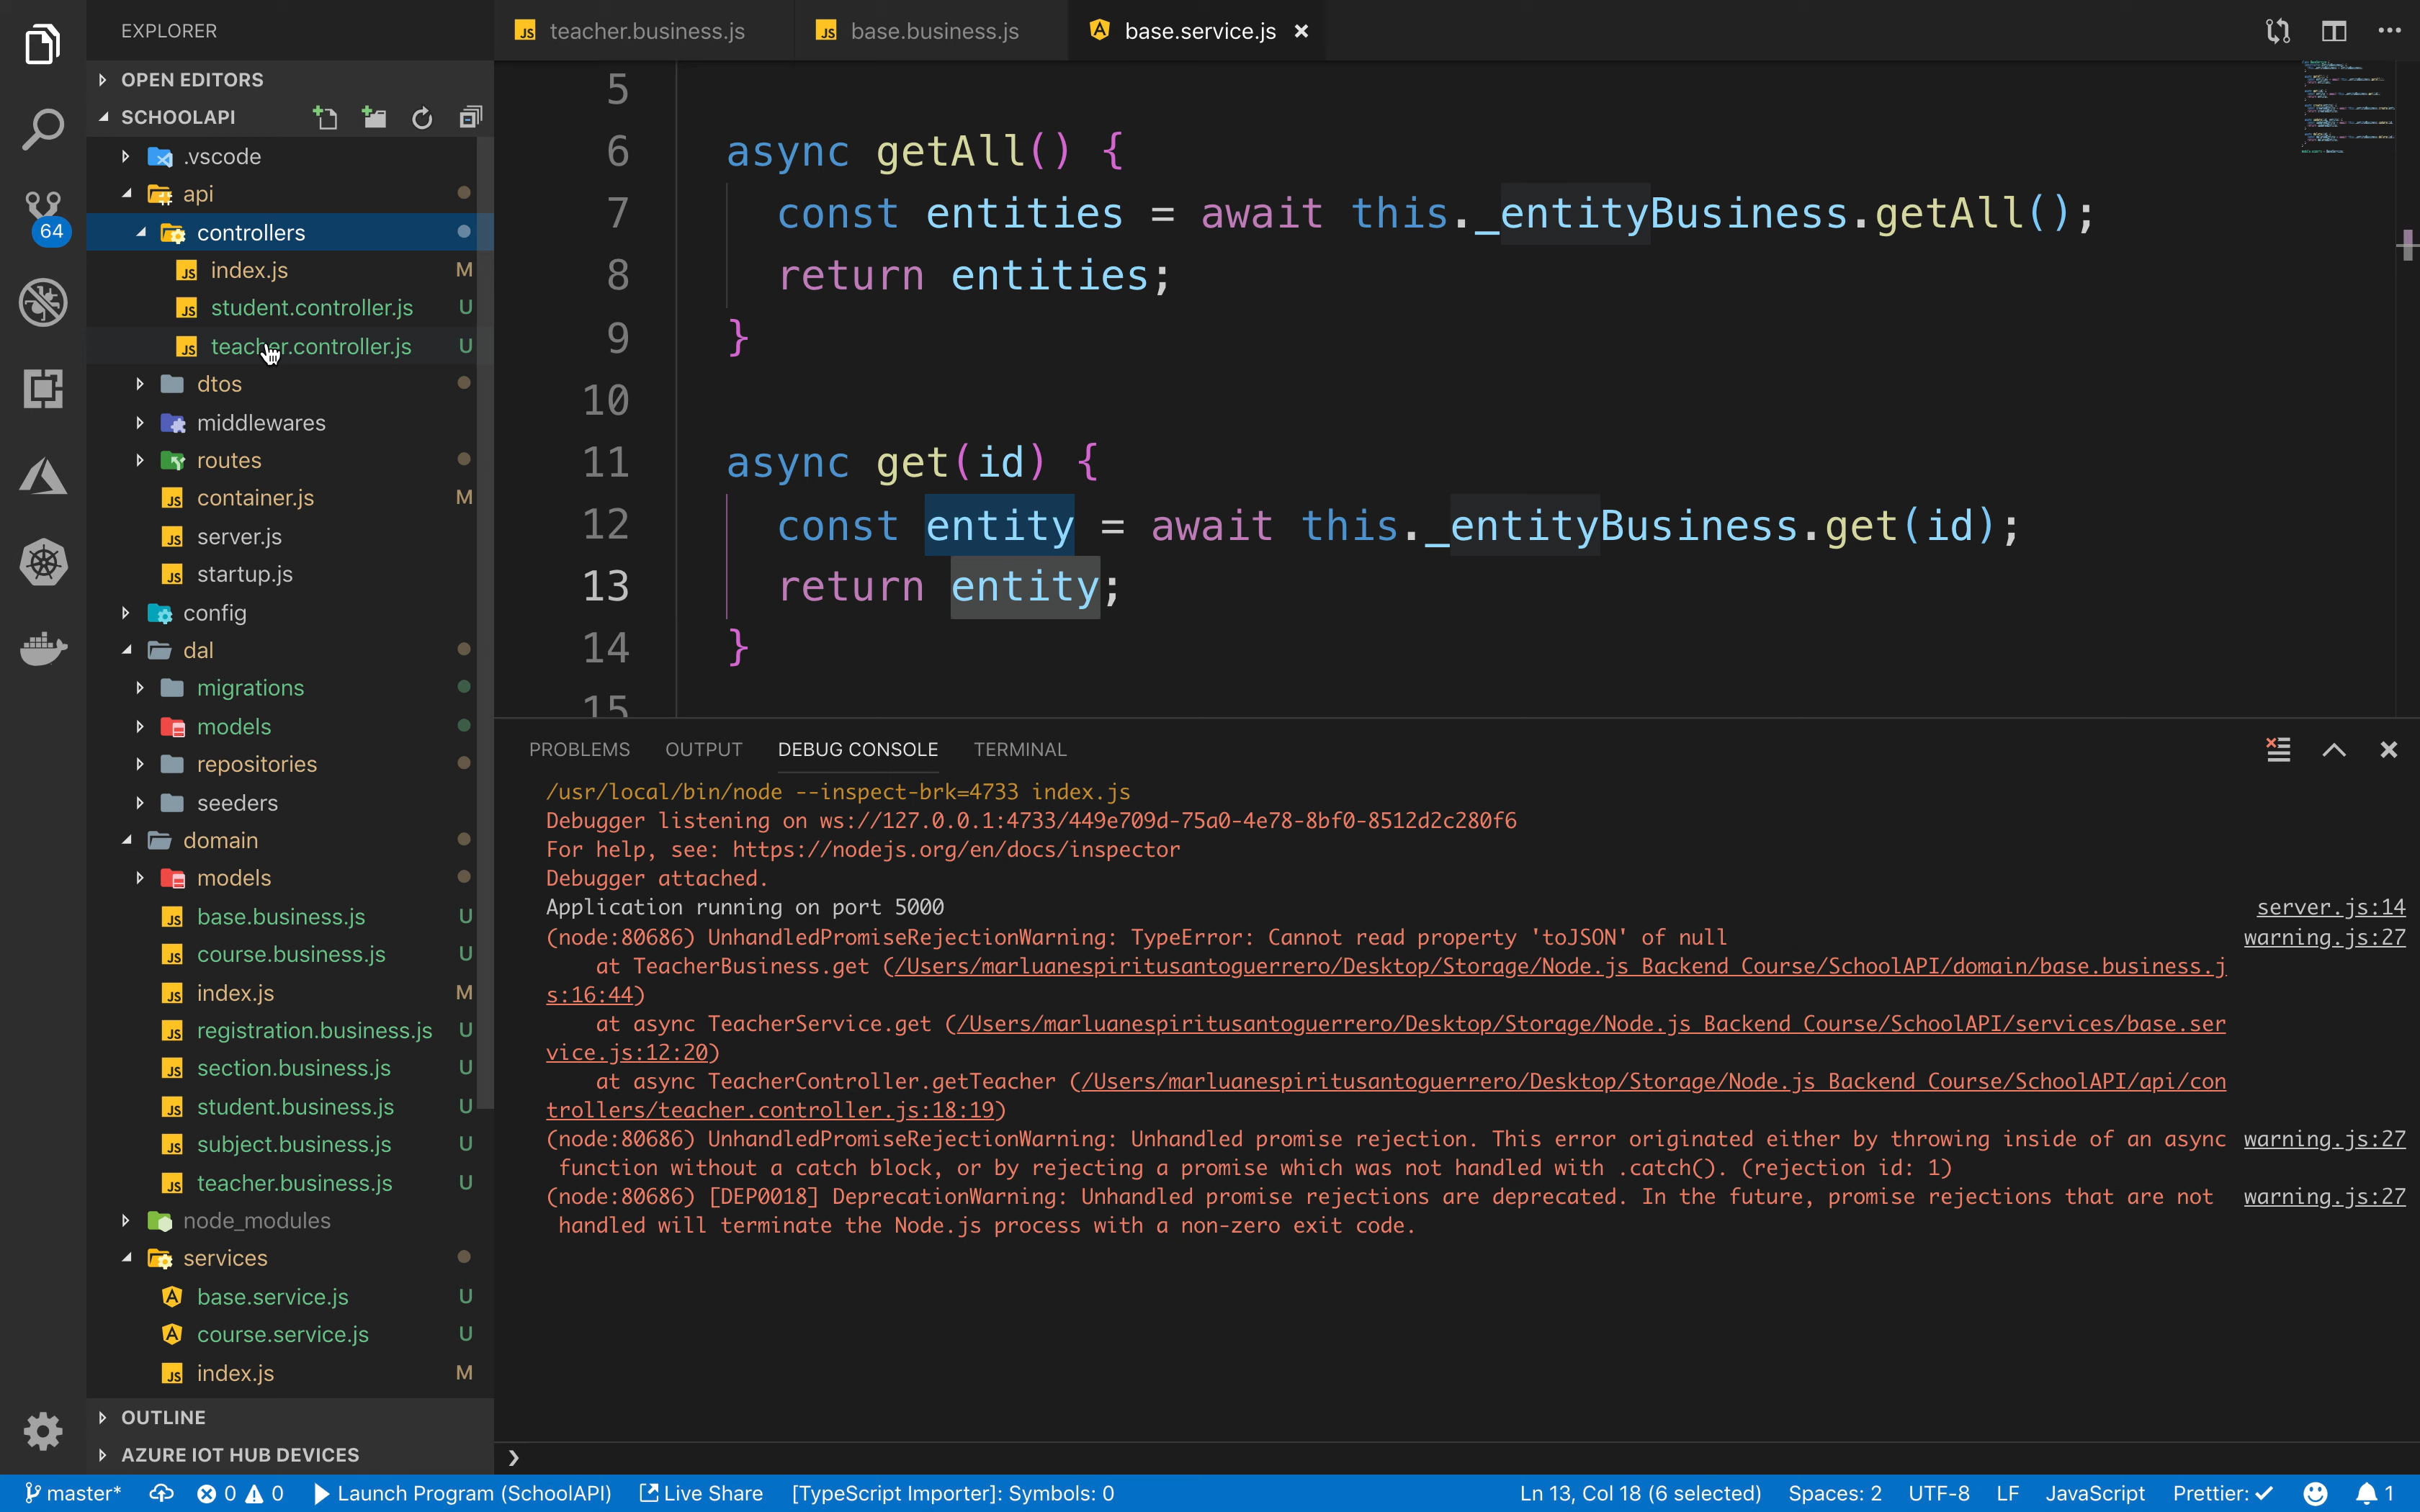 EXPLORER
OPEN EDITORS
SCHOOLAPI
.vscode
api
controllers
index.js M
student.controller.js U
teacher.controller.js U
dtos
middlewares
routes
container.js M
server.js
startup.js
config
dal
migrations
models
repositories
seeders
domain
models
base.business.js U
course.business.js U
index.js M
registration.business.js U
section.business.js U
student.business.js U
subject.business.js U
teacher.business.js U
node_modules
services
base.service.js U
course.service.js U
index.js M
OUTLINE
AZURE IOT HUB DEVICES
64
teacher.business.js base.business.js base.service.js
5
6 async getAll() {
7 const entities = await this._entityBusiness.getAll();
8 return entities;
9 }
10
11 async get(id) {
12 const entity = await this._entityBusiness.get(id);
13 return entity;
14 }
15
PROBLEMS OUTPUT DEBUG CONSOLE TERMINAL
/usr/local/bin/node --inspect-brk=4733 index.js
Debugger listening on ws://127.0.0.1:4733/449e709d-75a0-4e78-8bf0-8512d2c280f6
For help, see: https://nodejs.org/en/docs/inspector
Debugger attached.
Application running on port 5000 server.js:14
(node:80686) UnhandledPromiseRejectionWarning: TypeError: Cannot read property 'toJSON' of null warning.js:27
at TeacherBusiness.get (/Users/marluanespiritusantoguerrero/Desktop/Storage/Node.js Backend Course/SchoolAPI/domain/base.business.j
s:16:44)
at async TeacherService.get (/Users/marluanespiritusantoguerrero/Desktop/Storage/Node.js Backend Course/SchoolAPI/services/base.ser
vice.js:12:20)
at async TeacherController.getTeacher (/Users/marluanespiritusantoguerrero/Desktop/Storage/Node.js Backend Course/SchoolAPI/api/con
trollers/teacher.controller.js:18:19)
(node:80686) UnhandledPromiseRejectionWarning: Unhandled promise rejection. This error originated either by throwing inside of an async warning.js:27
function without a catch block, or by rejecting a promise which was not handled with .catch(). (rejection id: 1)
(node:80686) [DEP0018] DeprecationWarning: Unhandled promise rejections are deprecated. In the future, promise rejections that are not warning.js:27
handled will terminate the Node.js process with a non-zero exit code.
master* 0 0 Launch Program (SchoolAPI) Live Share [TypeScript Importer]: Symbols: 0 Ln 13, Col 18 (6 selected) Spaces: 2 UTF-8 LF JavaScript Prettier: ✓ 1